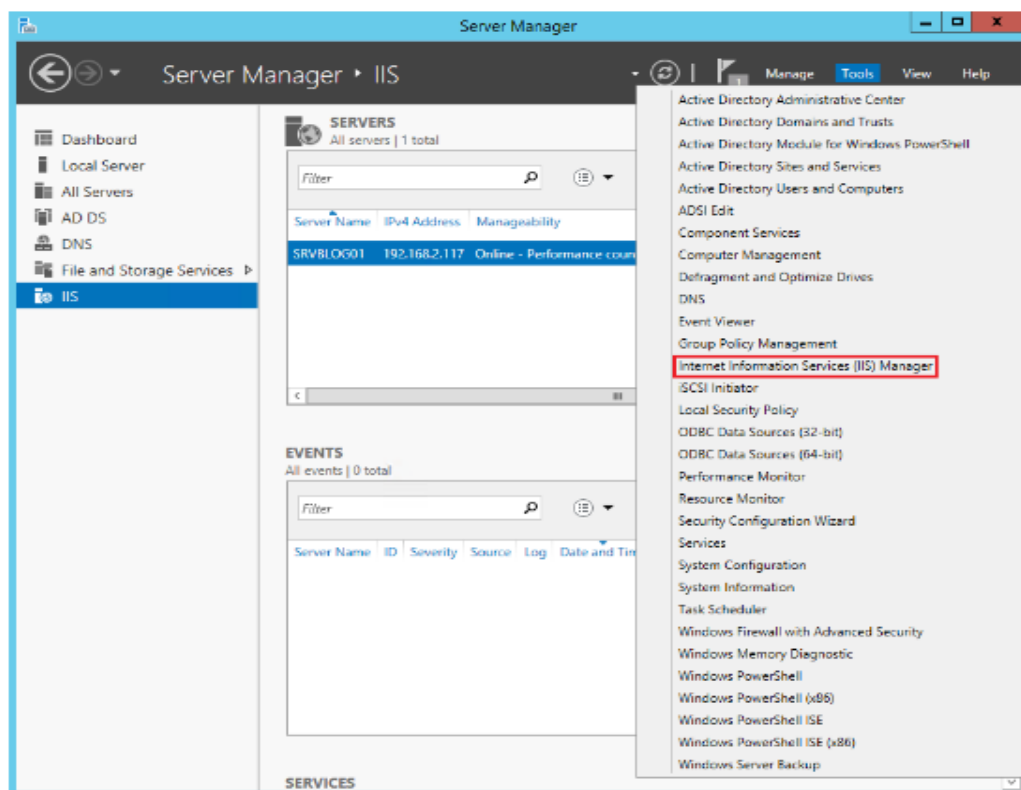 Server Manager
Server Manager • IIS
1
Manage Tools View Help
Dashboard
Local Server
All Servers
AD DS
DNS
File and Storage Services
IIS
SERVERS
All servers | 1 total
Filter
Server Name IPv4 Address Manageability
SRVBLOG01 192.168.2.117 Online - Performance coun
EVENTS
All events | 0 total
Filter
Server Name ID Severity Source Log Date and Tim
SERVICES
Active Directory Administrative Center
Active Directory Domains and Trusts
Active Directory Module for Windows PowerShell
Active Directory Sites and Services
Active Directory Users and Computers
ADSI Edit
Component Services
Computer Management
Defragment and Optimize Drives
DNS
Event Viewer
Group Policy Management
Internet Information Services (IIS) Manager
iSCSI Initiator
Local Security Policy
ODBC Data Sources (32-bit)
ODBC Data Sources (64-bit)
Performance Monitor
Resource Monitor
Security Configuration Wizard
Services
System Configuration
System Information
Task Scheduler
Windows Firewall with Advanced Security
Windows Memory Diagnostic
Windows PowerShell
Windows PowerShell (x86)
Windows PowerShell ISE
Windows PowerShell ISE (x86)
Windows Server Backup